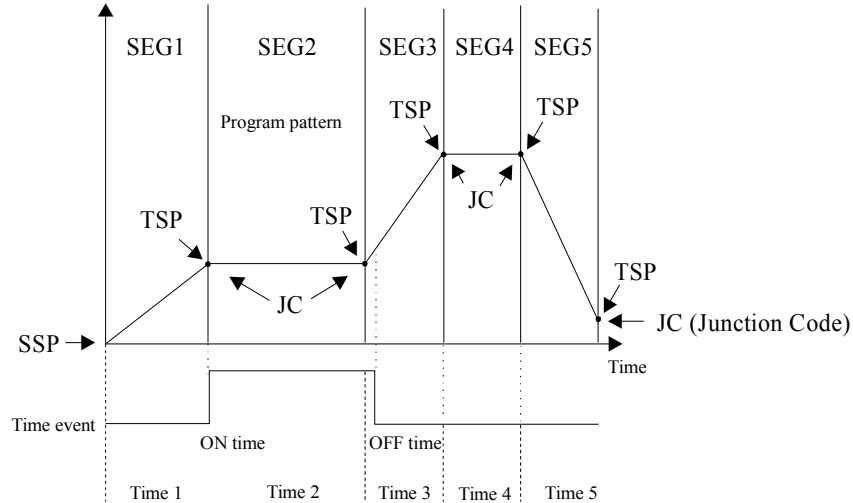 SEG1 SEG2 SEG3 SEG4 SEG5
TSP TSP
Program pattern
JC
TSP TSP
TSP
JC
JC (Junction Code)
SSP
Time
Time event
ON time OFF time
Time 1 Time 2 Time 3 Time 4 Time 5